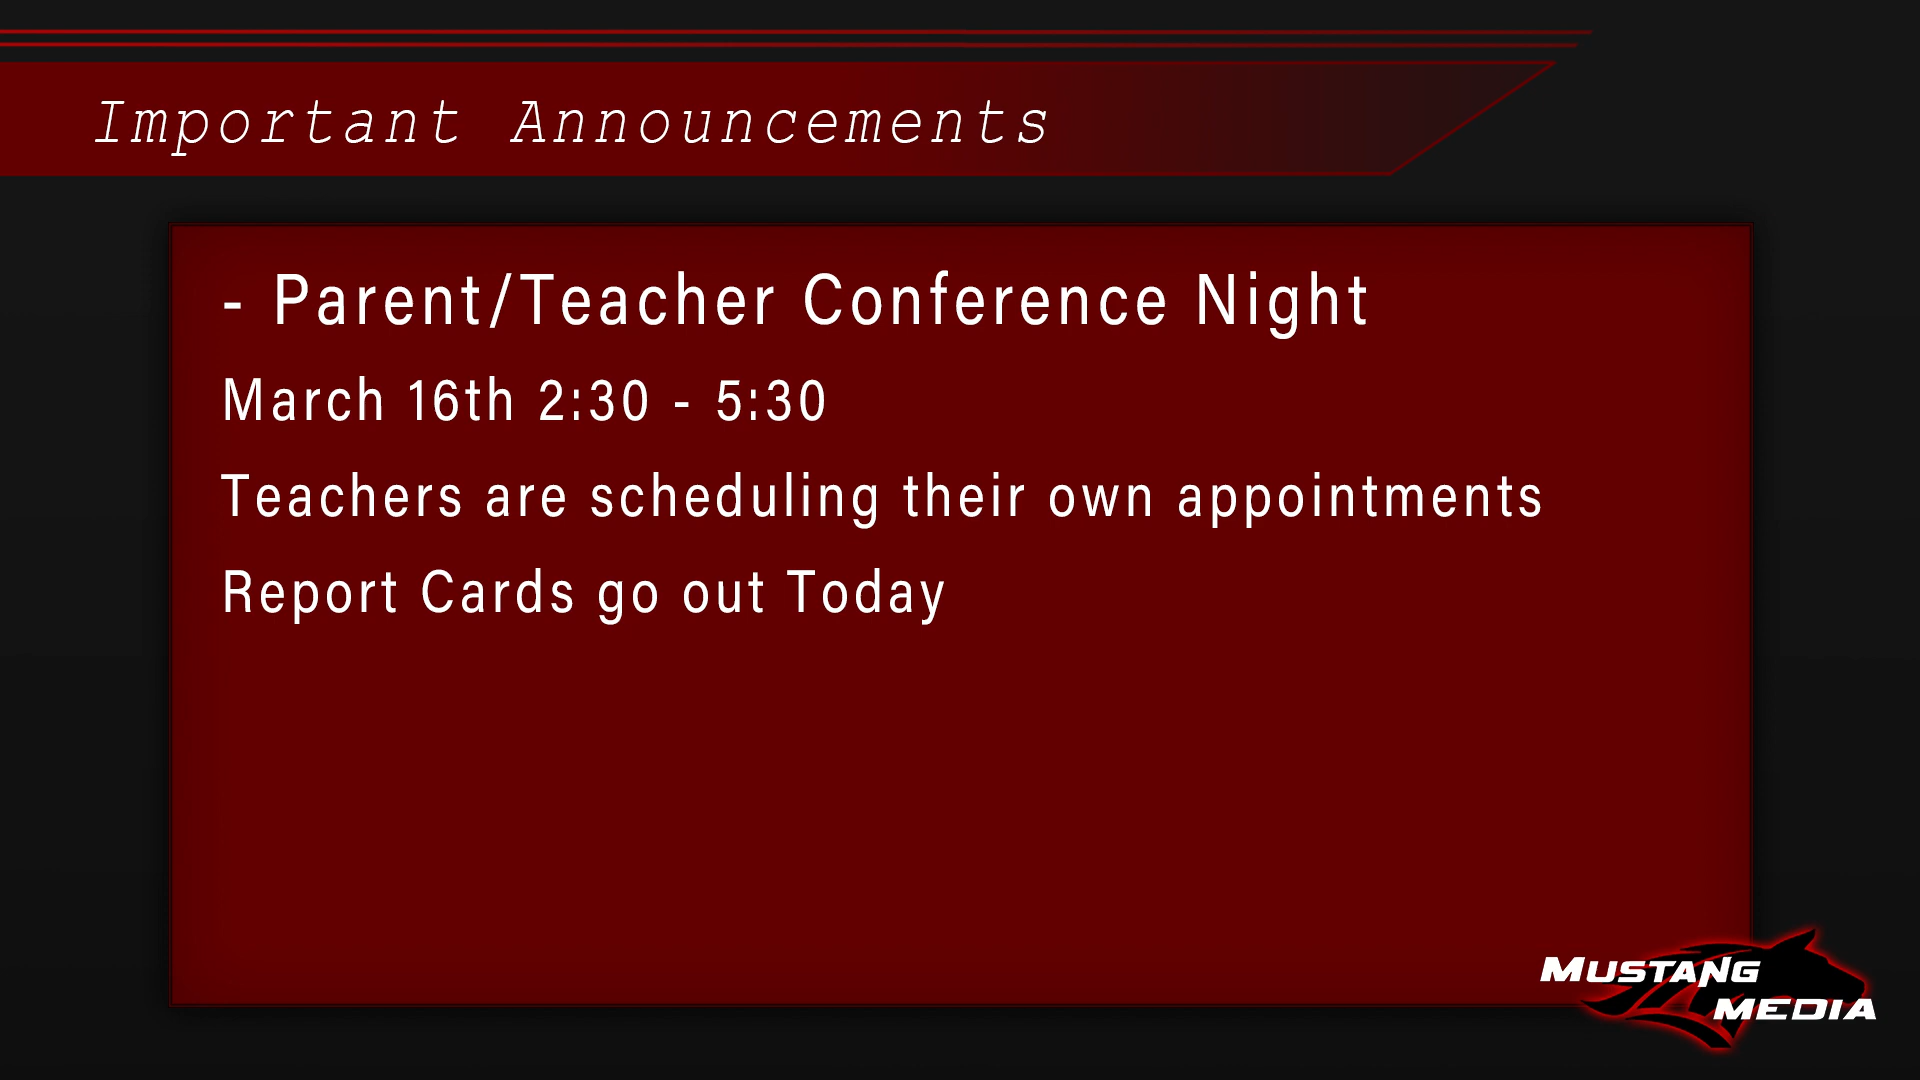 Important Announcements
- Parent/Teacher Conference Night
March 16th 2:30 - 5:30
Teachers are scheduling their own appointments
Report Cards go out Today
MUSTANG
MEDIA